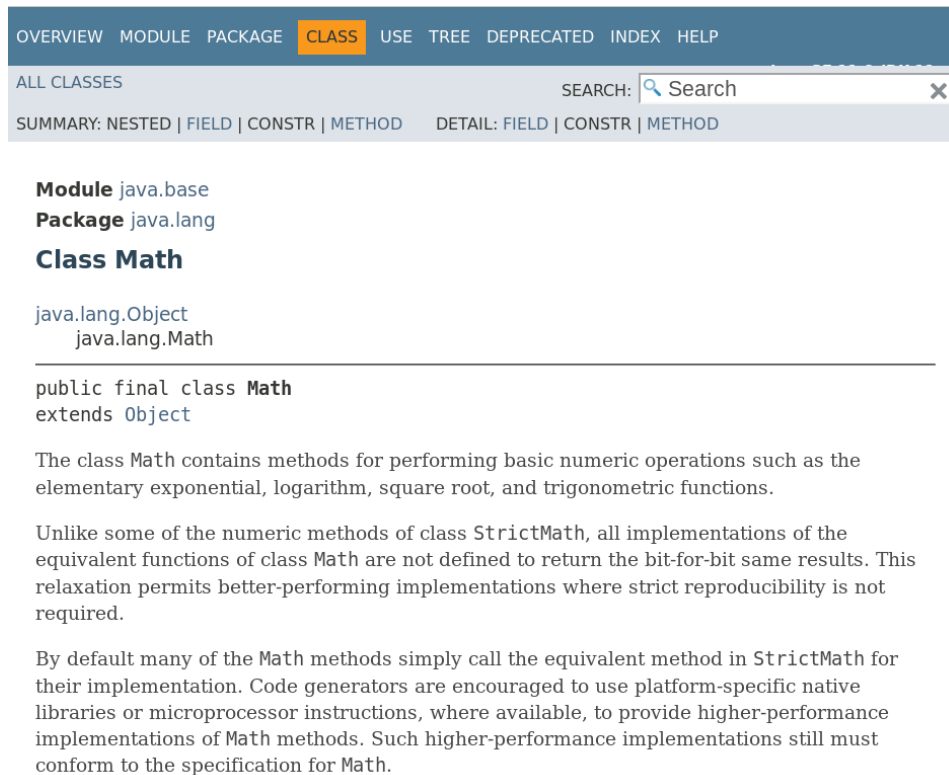 OVERVIEW MODULE PACKAGE CLASS USE TREE DEPRECATED INDEX HELP
ALL CLASSES
SEARCH: Search
SUMMARY: NESTED | FIELD | CONSTR | METHOD DETAIL: FIELD | CONSTR | METHOD
Module java.base
Package java.lang
Class Math
java.lang.Object
java.lang.Math
public final class Math
extends Object
The class Math contains methods for performing basic numeric operations such as the
elementary exponential, logarithm, square root, and trigonometric functions.
Unlike some of the numeric methods of class StrictMath, all implementations of the
equivalent functions of class Math are not defined to return the bit-for-bit same results. This
relaxation permits better-performing implementations where strict reproducibility is not
required.
By default many of the Math methods simply call the equivalent method in StrictMath for
their implementation. Code generators are encouraged to use platform-specific native
libraries or microprocessor instructions, where available, to provide higher-performance
implementations of Math methods. Such higher-performance implementations still must
conform to the specification for Math.